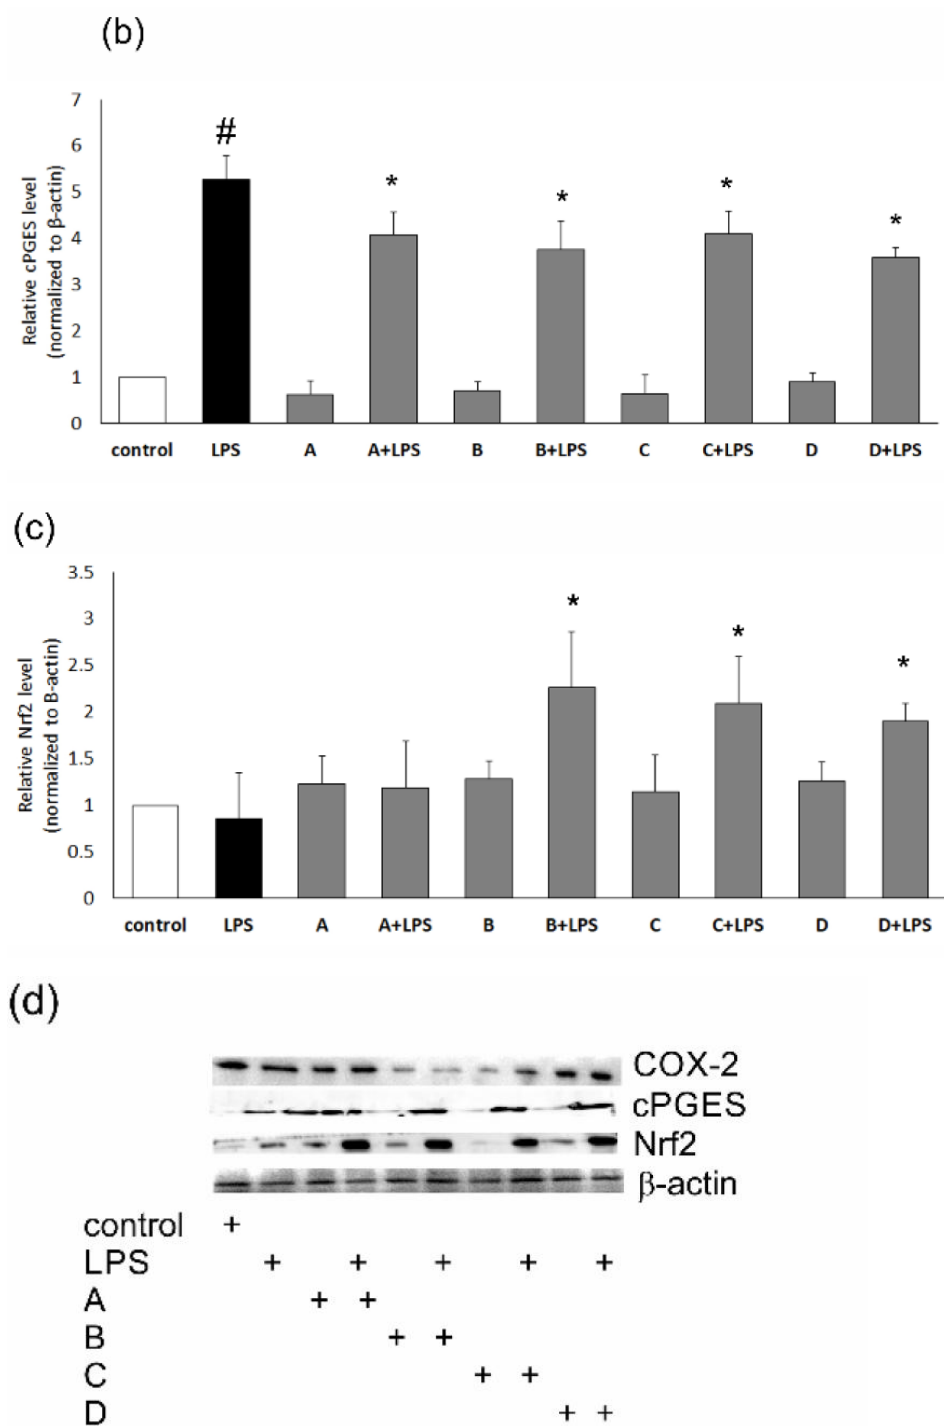 (b)
7
6
5
4
3
2
1
0
Relative cPGES level
(normalized to β-actin)
#
*
*
*
*
control LPS A A+LPS B B+LPS C C+LPS D D+LPS
(c)
3.5
3
2.5
2
1.5
1
0.5
0
Relative Nrf2 level
(normalized to B-actin)
*
*
*
control LPS A A+LPS B B+LPS C C+LPS D D+LPS
(d)
COX-2
cPGES
Nrf2
β-actin
control +
LPS + + + + +
A + +
B + +
C + +
D + +